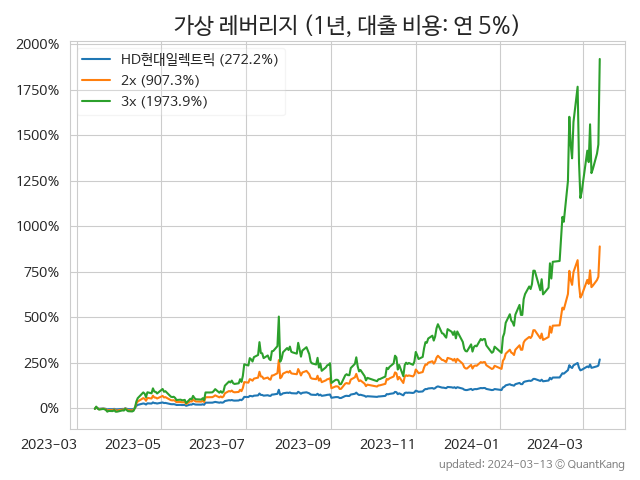 가상 레버리지 (1년, 대출 비용: 연 5%)
HD현대일렉트릭 (272.2%)
2x (907.3%)
3x (1973.9%)
2000%
1750%
1500%
1250%
1000%
750%
500%
250%
0%
2023-03 2023-05 2023-07 2023-09 2023-11 2024-01 2024-03
updated: 2024-03-13 © QuantKang